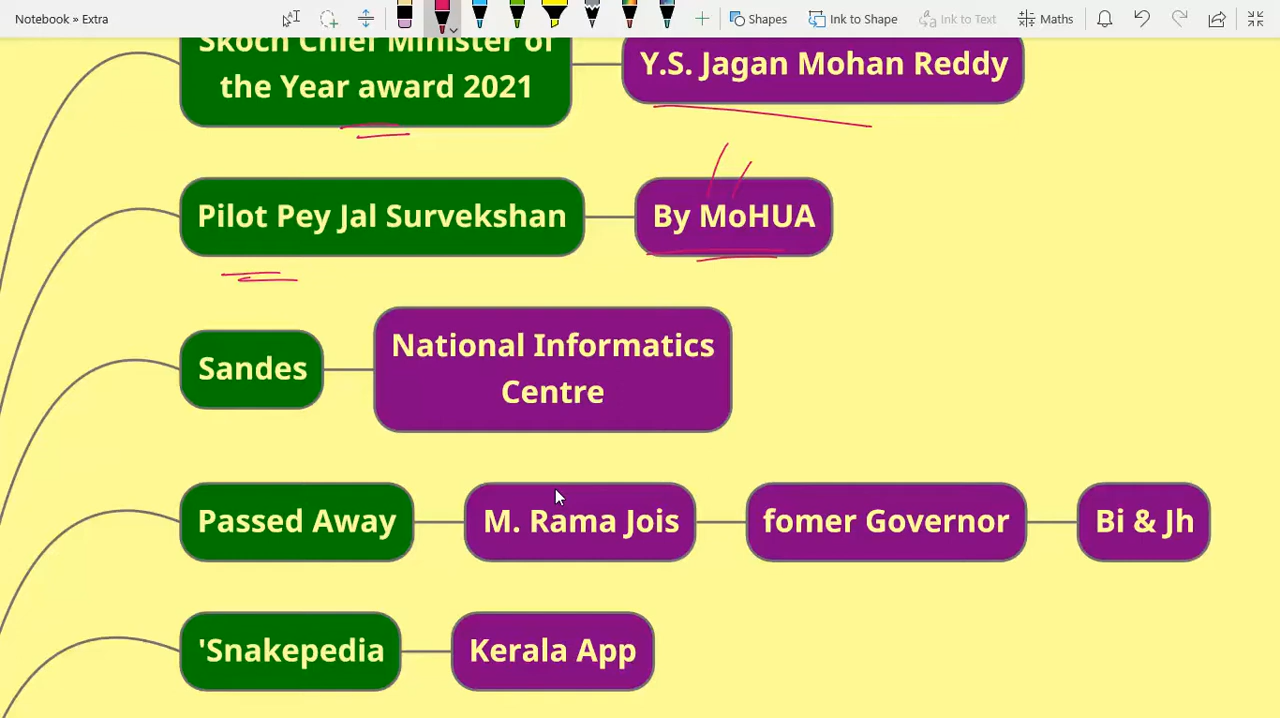 Notebook » Extra
Shapes
Ink to Shape
Ink to Text
Maths
Skoch Chief Minister of
the Year award 2021
Y.S. Jagan Mohan Reddy
Pilot Pey Jal Survekshan
By MoHUA
Sandes
National Informatics
Centre
Passed Away
M. Rama Jois
fomer Governor
Bi & Jh
'Snakepedia
Kerala App